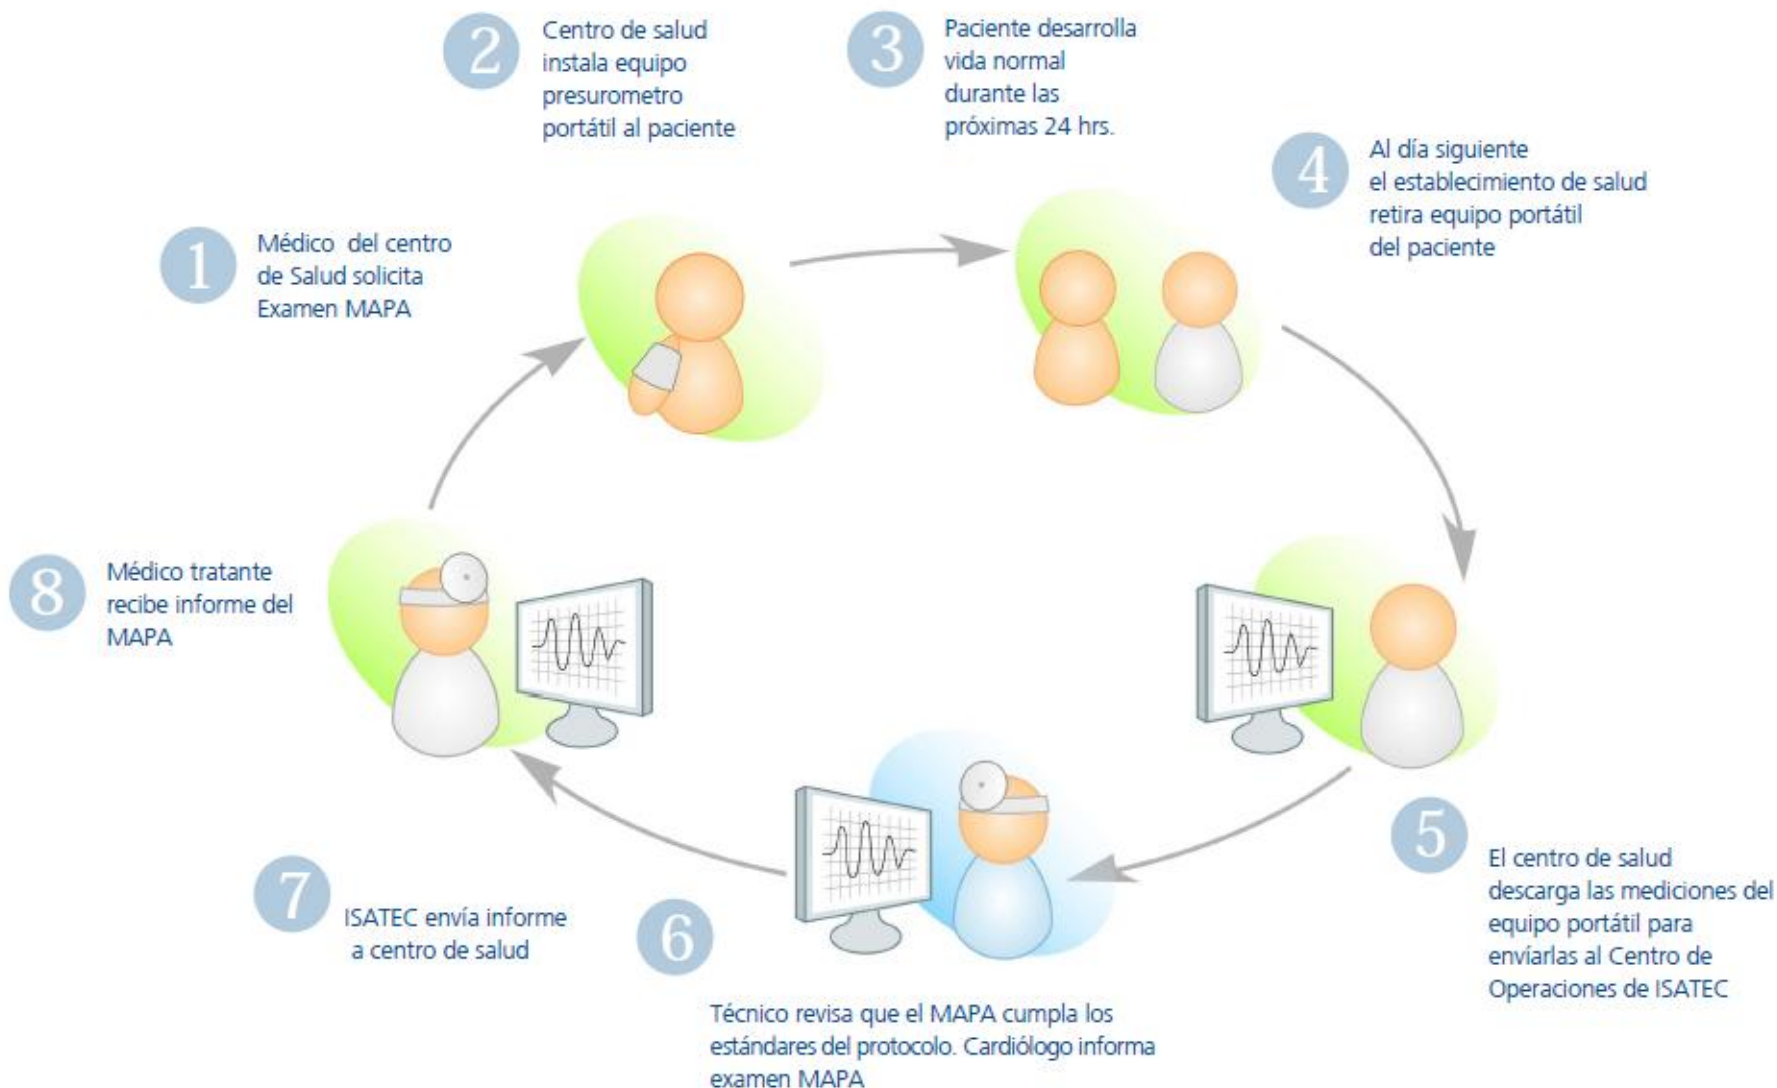 1
Médico del centro
de Salud solicita
Examen MAPA
2
Centro de salud
instala equipo
presurometro
portátil al paciente
3
Paciente desarrolla
vida normal
durante las
próximas 24 hrs.
4
Al día siguiente
el establecimiento de salud
retira equipo portátil
del paciente
5
El centro de salud
descarga las mediciones del
equipo portátil para
envíarlas al Centro de
Operaciones de ISATEC
6
Técnico revisa que el MAPA cumpla los
estándares del protocolo. Cardiólogo informa
examen MAPA
7
ISATEC envía informe
a centro de salud
8
Médico tratante
recibe informe del
MAPA